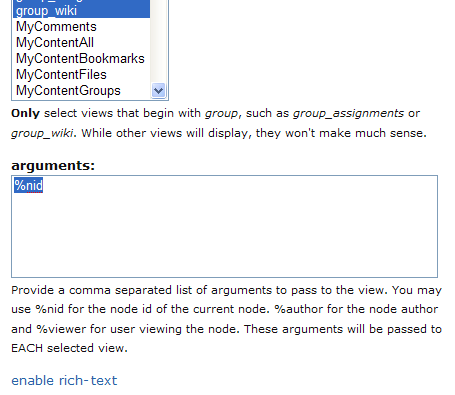 group_wiki
MyComments
MyContentAll
MyContentBookmarks
MyContentFiles
MyContentGroups
Only select views that begin with group, such as group_assignments or
group_wiki. While other views will display, they won't make much sense.
arguments:
%nid
Provide a comma separated list of arguments to pass to the view. You may
use %nid for the node id of the current node. %author for the node author
and %viewer for user viewing the node. These arguments will be passed to
EACH selected view.
enable rich-text